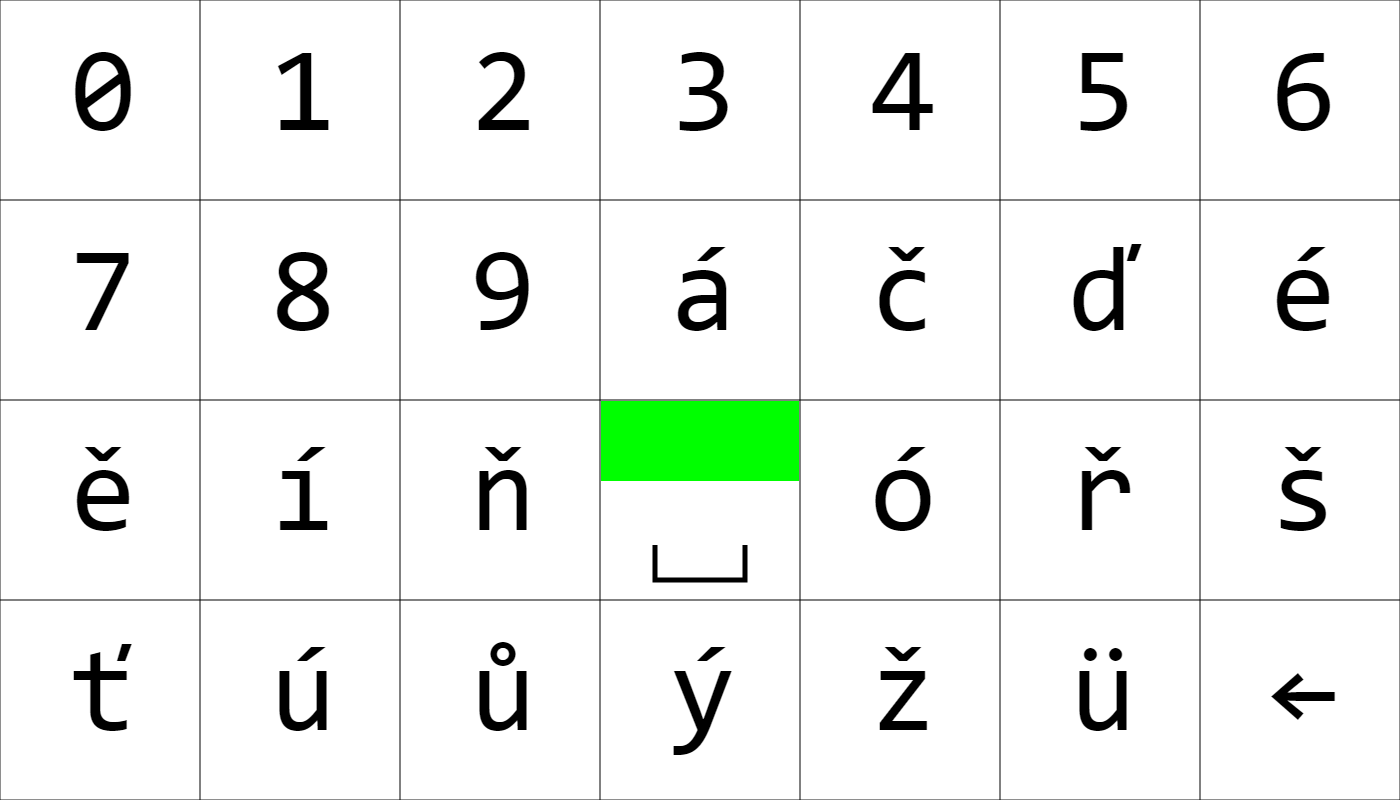 0 1 2 3 4 5 6
7 8 9 á č ď é
ě í ň ␣ ó ř š
ť ú ů ý ž ü ←